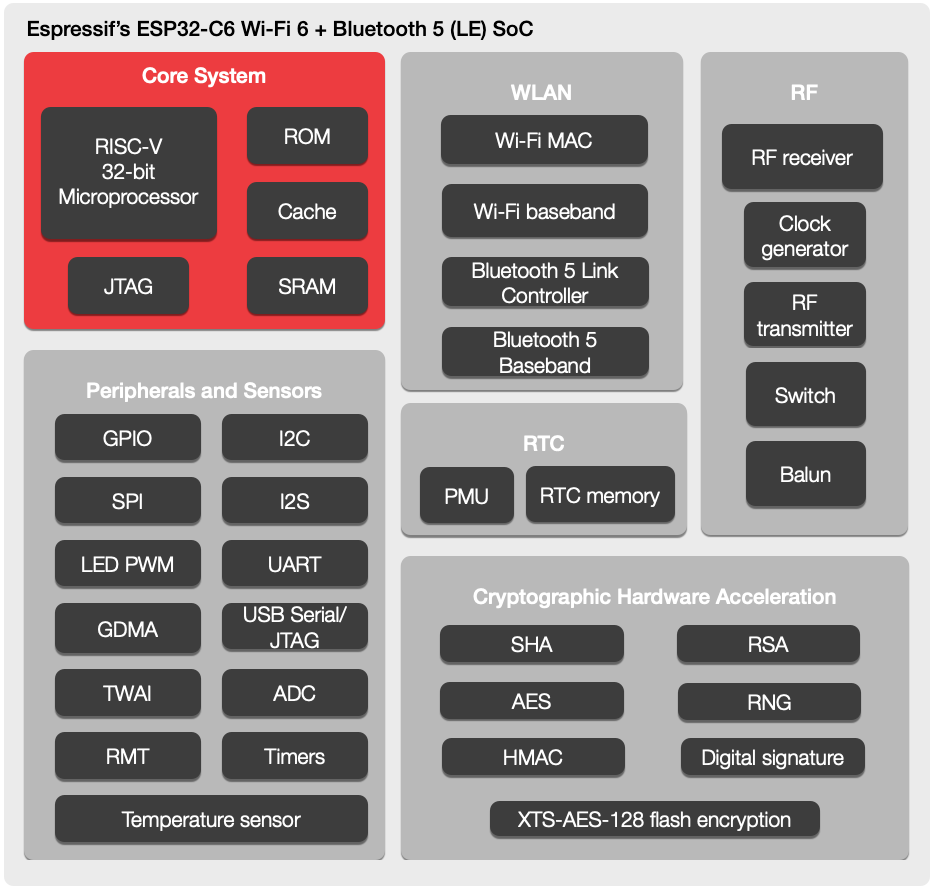 Espressif's ESP32-C6 Wi-Fi 6 + Bluetooth 5 (LE) SoC
Core System
RISC-V
32-bit
Microprocessor
ROM
Cache
JTAG
SRAM
WLAN
Wi-Fi MAC
Wi-Fi baseband
Bluetooth 5 Link
Controller
Bluetooth 5
Baseband
RF
RF receiver
Clock
generator
RF
transmitter
Switch
Balun
Peripherals and Sensors
GPIO
I2C
SPI
I2S
LED PWM
UART
GDMA
USB Serial/
JTAG
TWAI
ADC
RMT
Timers
Temperature sensor
RTC
PMU
RTC memory
Cryptographic Hardware Acceleration
SHA
RSA
AES
RNG
HMAC
Digital signature
XTS-AES-128 flash encryption